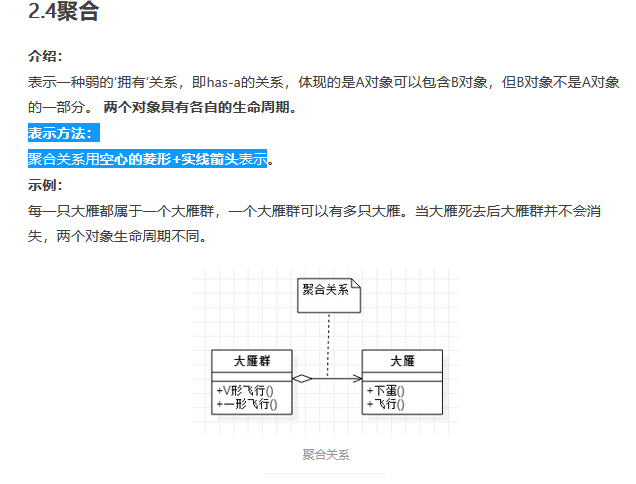 2.4聚合
介绍：
表示一种弱的‘拥有’关系，即has-a的关系，体现的是A对象可以包含B对象，但B对象不是A对象
的一部分。 两个对象具有各自的生命周期。
表示方法：
聚合关系用空心的菱形+实线箭头表示。
示例：
每一只大雁都属于一个大雁群，一个大雁群可以有多只大雁。当大雁死去后大雁群并不会消
失，两个对象生命周期不同。
聚合关系
大雁群
+V形飞行()
+一形飞行()
大雁
+下蛋()
+飞行()
聚合关系